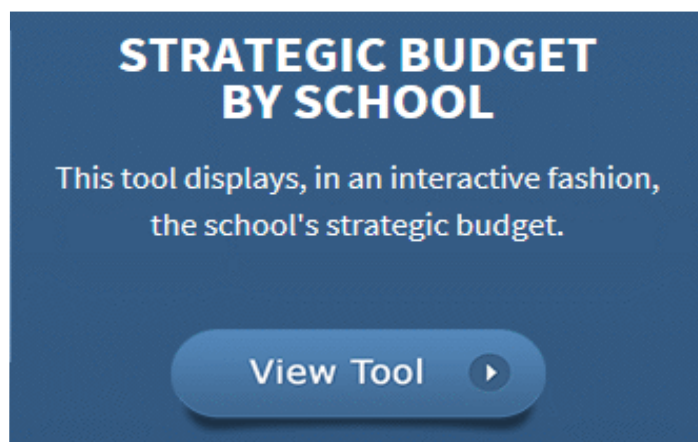 STRATEGIC BUDGET
BY SCHOOL
This tool displays, in an interactive fashion,
the school's strategic budget.
View Tool